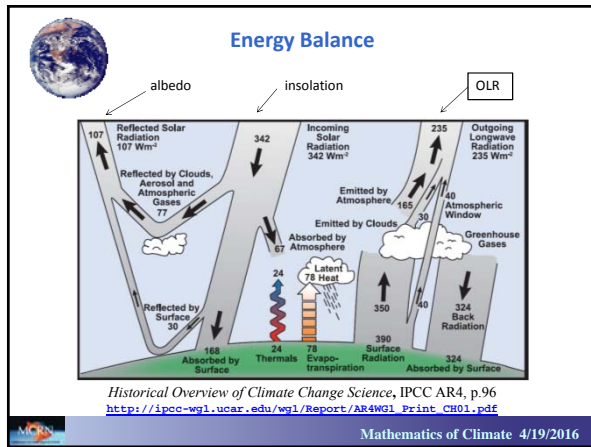 Energy Balance
albedo
insolation
OLR
107
Reflected Solar
Radiation
107 Wm-2
342
Incoming
Solar
Radiation
342 Wm-2
235
Outgoing
Longwave
Radiation
235 Wm-2
Reflected by Clouds,
Aerosol and
Atmospheric
Gases
77
Emitted by
Atmosphere
165
40
Atmospheric
Window
30
Emitted by Clouds
Greenhouse
Gases
Absorbed by
67 Atmosphere
24
78
Latent
Heat
350
40
324
Back
Radiation
Reflected by
Surface
30
168
Absorbed by
Surface
24
Thermals
78
Evapo-
transpiration
390
Surface
Radiation
324
Absorbed by Surface
Historical Overview of Climate Change Science, IPCC AR4, p.96
http://ipcc-wg1.ucar.edu/wg1/Report/AR4WG1_Print_CH01.pdf
MCRN
Mathematics of Climate 4/19/2016